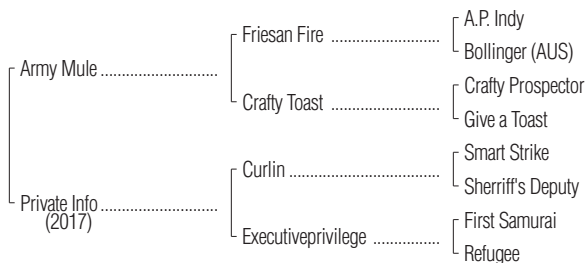 A.P. Indy
Friesan Fire ........................
Bollinger (AUS)
Army Mule ..........................
Crafty Prospector
Crafty Toast ........................
Give a Toast
Smart Strike
Curlin ................................
Sherriff's Deputy
Private Info ..........................
(2017)
First Samurai
Executiveprivilege ................
Refugee